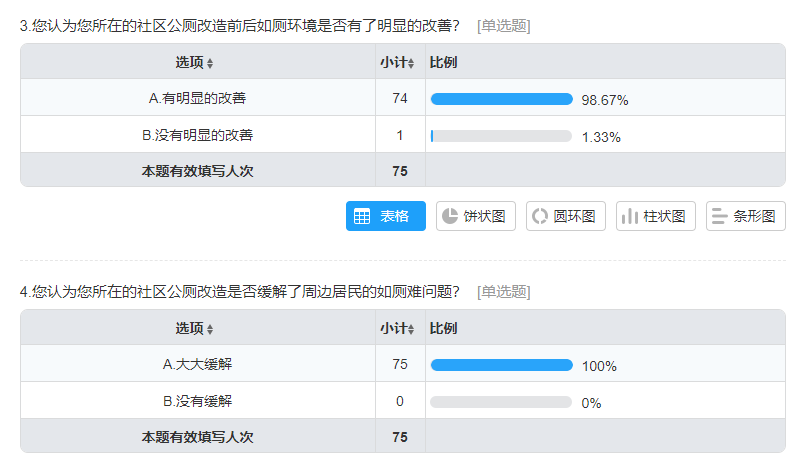 3.您认为您所在的社区公厕改造前后如厕环境是否有了明显的改善？ [单选题]
选项 小计 比例
A.有明显的改善 74 98.67%
B.没有明显的改善 1 1.33%
本题有效填写人次 75
表格 饼状图 圆环图 柱状图 条形图
4.您认为您所在的社区公厕改造是否缓解了周边居民的如厕难问题？ [单选题]
选项 小计 比例
A.大大缓解 75 100%
B.没有缓解 0 0%
本题有效填写人次 75